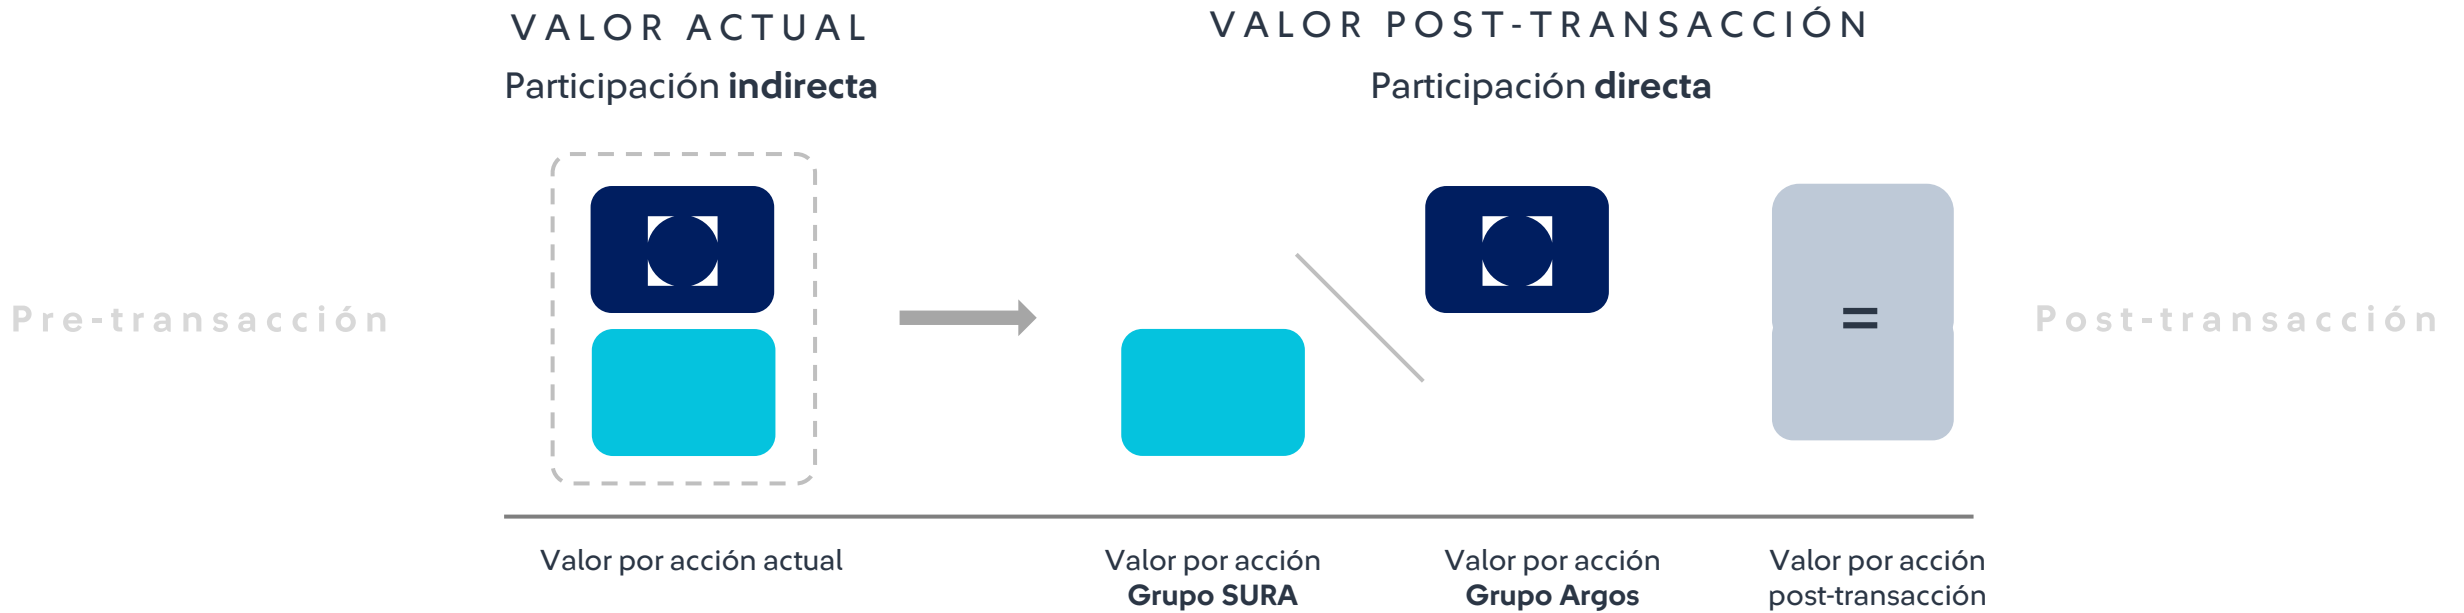 VALOR ACTUAL
Participación indirecta
VALOR POST-TRANSACCIÓN
Participación directa
Pre-transacción
=
Post-transacción
Valor por acción actual
Valor por acción
Grupo SURA
Valor por acción
Grupo Argos
Valor por acción
post-transacción